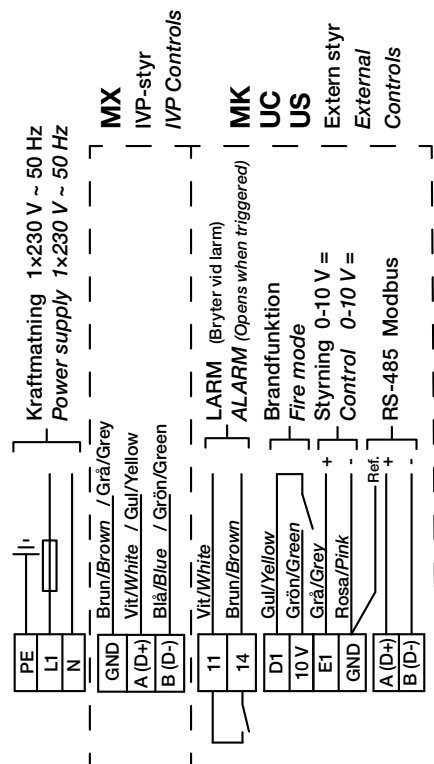 PE
L1
N
Kraftmatning 1×230 V ~ 50 Hz
Power supply 1×230 V ~ 50 Hz
GND
A (D+)
B (D-)
Brun/Brown / Grå/Grey
Vit/White / Gul/Yellow
Blå/Blue / Grön/Green
MX
IVP-styr
IVP Controls
11
14
Vit/White
Brun/Brown
LARM (Bryter vid larm)
ALARM (Opens when triggered)
MK
UC
US
Extern styr
External
Controls
D1
10 V
E1
GND
Gul/Yellow
Grön/Green
Grå/Grey
Rosa/Pink
Brandfunktion
Fire mode
+
-
Styrning 0-10 V =
Control 0-10 V =
A (D+)
B (D-)
Ref.
+
-
RS-485 Modbus